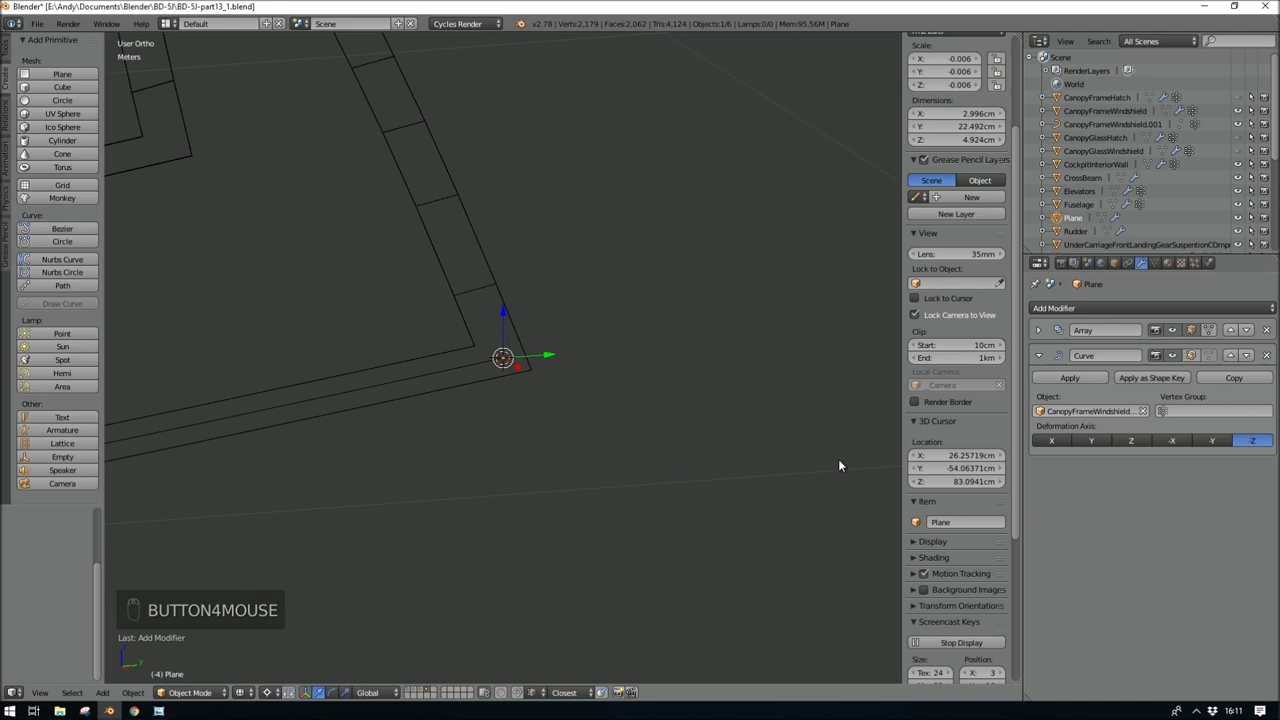 Blender* [E:\Andy\Documents\BD-5J\BD-5J-part13_1.blend]
File Render Window Help Default Scene Cycles Render v2.78 | Verts:2,179 | Faces:2,062 | Tris:4,124 | Objects:1/6 | Lamps:0/0 | Mem:95.56M | Plane
Add Primitive
Mesh:
Plane
Cube
Circle
UV Sphere
Ico Sphere
Cylinder
Cone
Torus
Grid
Monkey
Curve:
Bezier
Circle
Nurbs Curve
Nurbs Circle
Path
Draw Curve
Lamp:
Point
Sun
Spot
Hemi
Area
Other:
Text
Armature
Lattice
Empty
Speaker
Camera
Tools
Create
Relations
Animation
Physics
Grease Pencil
User Ortho
Meters
BUTTON4MOUSE
Last: Add Modifier
(-4) Plane
View Select Add Object Object Mode Global Closest
Scale:
X: -0.006
Y: -0.006
Z: -0.006
Dimensions:
X: 2.996cm
Y: 22.492cm
Z: 4.924cm
Grease Pencil Layers
Scene Object
New
New Layer
View
Lens: 35mm
Lock to Object:
Lock to Cursor
Lock Camera to View
Clip:
Start: 10cm
End: 1km
Local Camera
Camera
Render Border
3D Cursor
Location:
X: 26.25719cm
Y: -54.06371cm
Z: 83.0941cm
Item
Plane
Display
Shading
Motion Tracking
Background Images
Transform Orientations
Screencast Keys
Stop Display
Size: Position:
Tex: 24 X: 3
View Search All Scenes
Scene
RenderLayers
World
CanopyFrameHatch
CanopyFrameWindshield
CanopyFrameWindshield.001
CanopyGlassHatch
CanopyGlassWindshield
CockpitInteriorWall
CrossBeam
Elevators
Fuselage
Plane
Rudder
UnderCarriageFrontLandingGearSuspentionCOmpr
Plane
Add Modifier
Array
Curve
Apply Apply as Shape Key Copy
Object: Vertex Group:
CanopyFrameWindshield...
Deformation Axis:
X Y Z -X -Y -Z
16:11